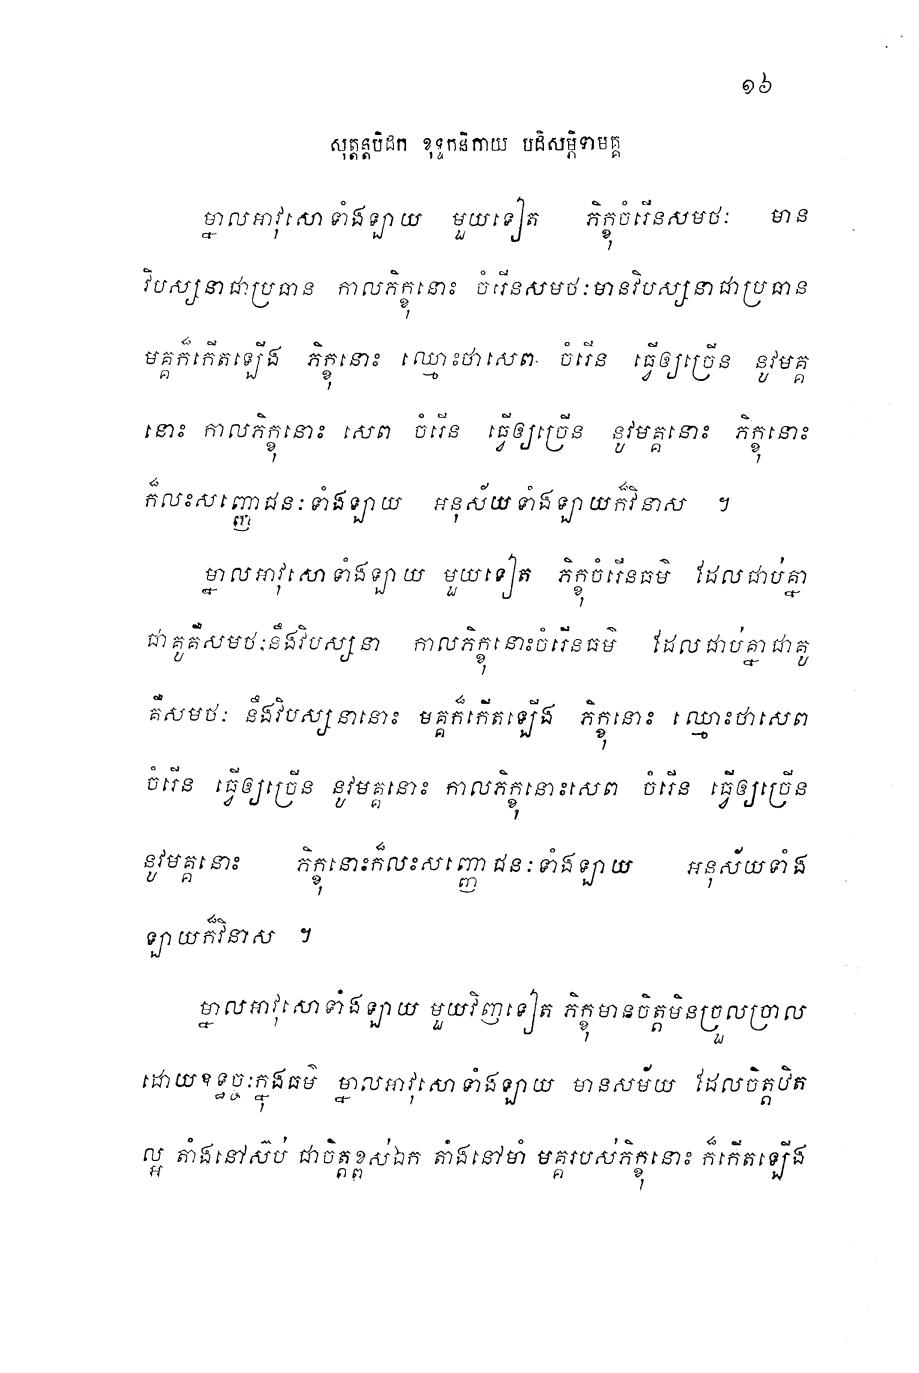 ១៦
សុត្តន្តបិដក ខុទ្ទកនិកាយ បដិសម្ភិទាមគ្គ
ម្នាលអាវុសោទាំងឡាយ មួយទៀត ភិក្ខុចំរើនសមថៈ មាន
វិបស្សនាជាប្រធាន កាលភិក្ខុនោះ ចំរើនសមថៈមានវិបស្សនាជាប្រធាន
មគ្គក៏កើតឡើង ភិក្ខុនោះ ឈ្មោះថាសេព ចំរើន ធ្វើឲ្យច្រើន នូវមគ្គ
នោះ កាលភិក្ខុនោះ សេព ចំរើន ធ្វើឲ្យច្រើន នូវមគ្គនោះ ភិក្ខុនោះ
ក៏លះសញ្ញោជនៈទាំងឡាយ អនុស័យទាំងឡាយក៏វិនាស ។
ម្នាលអាវុសោទាំងឡាយ មួយទៀត ភិក្ខុចំរើនធម៌ ដែលជាប់គ្នា
ជាគូគឺសមថៈនឹងវិបស្សនា កាលភិក្ខុនោះចំរើនធម៌ ដែលជាប់គ្នាជាគូ
គឺសមថៈ នឹងវិបស្សនានោះ មគ្គក៏កើតឡើង ភិក្ខុនោះ ឈ្មោះថាសេព
ចំរើន ធ្វើឲ្យច្រើន នូវមគ្គនោះ កាលភិក្ខុនោះសេព ចំរើន ធ្វើឲ្យច្រើន
នូវមគ្គនោះ ភិក្ខុនោះក៏លះសញ្ញោជនៈទាំងឡាយ អនុស័យទាំង
ឡាយក៏វិនាស ។
ម្នាលអាវុសោទាំងឡាយ មួយវិញទៀត ភិក្ខុមានចិត្តមិនច្រួលច្រាល
ដោយឧទ្ធច្ចៈក្នុងធម៌ ម្នាលអាវុសោទាំងឡាយ មានសម័យ ដែលចិត្តឋិត
ល្អ តាំងនៅស៊ប់ ជាចិត្តខ្ពស់ឯក តាំងនៅមាំ មគ្គរបស់ភិក្ខុនោះ ក៏កើតឡើង